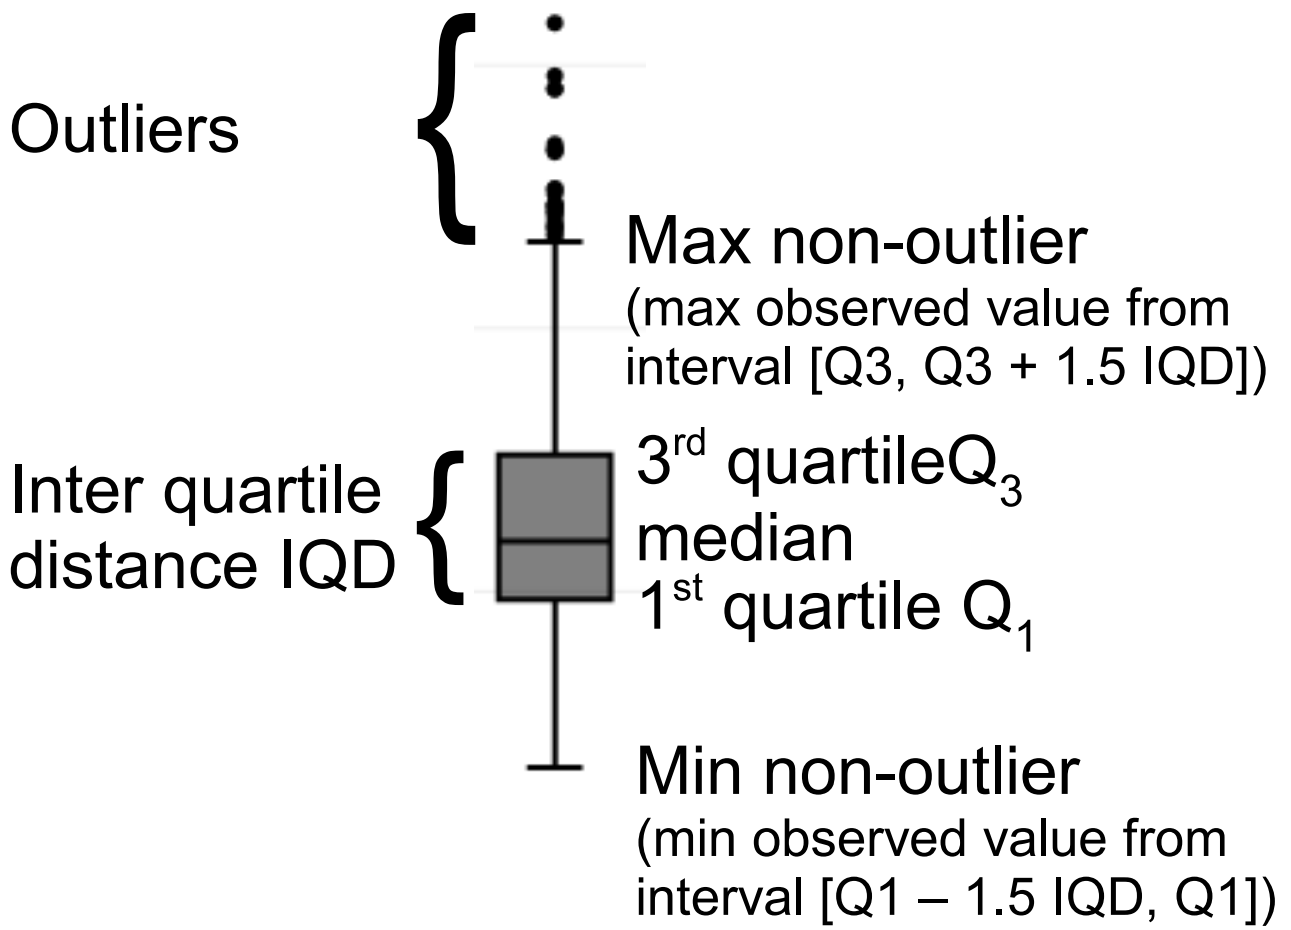 Outliers
Max non-outlier
(max observed value from
interval [Q3, Q3 + 1.5 IQD])
Inter quartile
distance IQD
3rd quartileQ3
median
1st quartile Q1
Min non-outlier
(min observed value from
interval [Q1 – 1.5 IQD, Q1])